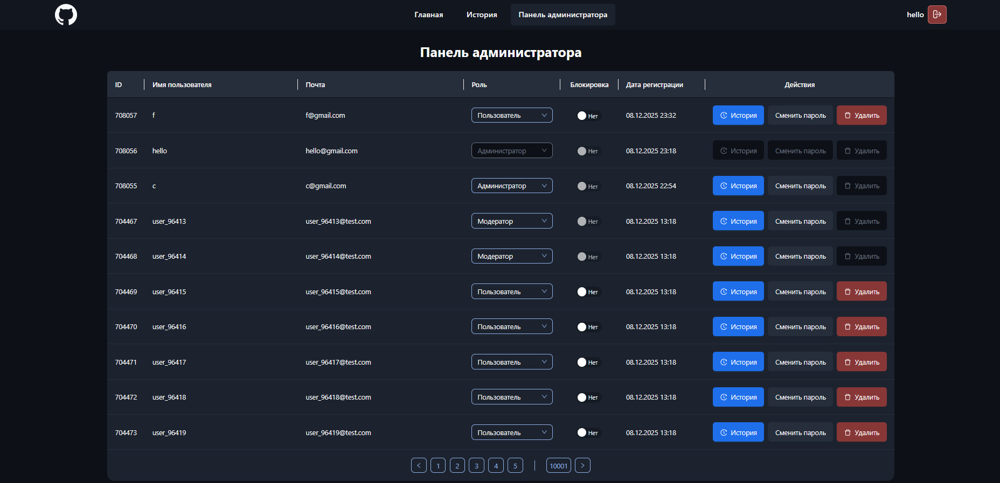 Главная История Панель администратора hello
Панель администратора
ID Имя пользователя Почта Роль Блокировка Дата регистрации Действия
708057 f f@gmail.com Пользователь Нет 08.12.2025 23:32 История Сменить пароль Удалить
708056 hello hello@gmail.com Администратор Нет 08.12.2025 23:18 История Сменить пароль Удалить
708055 c c@gmail.com Администратор Нет 08.12.2025 22:54 История Сменить пароль Удалить
704467 user_96413 user_96413@test.com Модератор Нет 08.12.2025 13:18 История Сменить пароль Удалить
704468 user_96414 user_96414@test.com Модератор Нет 08.12.2025 13:18 История Сменить пароль Удалить
704469 user_96415 user_96415@test.com Пользователь Нет 08.12.2025 13:18 История Сменить пароль Удалить
704470 user_96416 user_96416@test.com Пользователь Нет 08.12.2025 13:18 История Сменить пароль Удалить
704471 user_96417 user_96417@test.com Пользователь Нет 08.12.2025 13:18 История Сменить пароль Удалить
704472 user_96418 user_96418@test.com Пользователь Нет 08.12.2025 13:18 История Сменить пароль Удалить
704473 user_96419 user_96419@test.com Пользователь Нет 08.12.2025 13:18 История Сменить пароль Удалить
< 1 2 3 4 5 | 10001 >